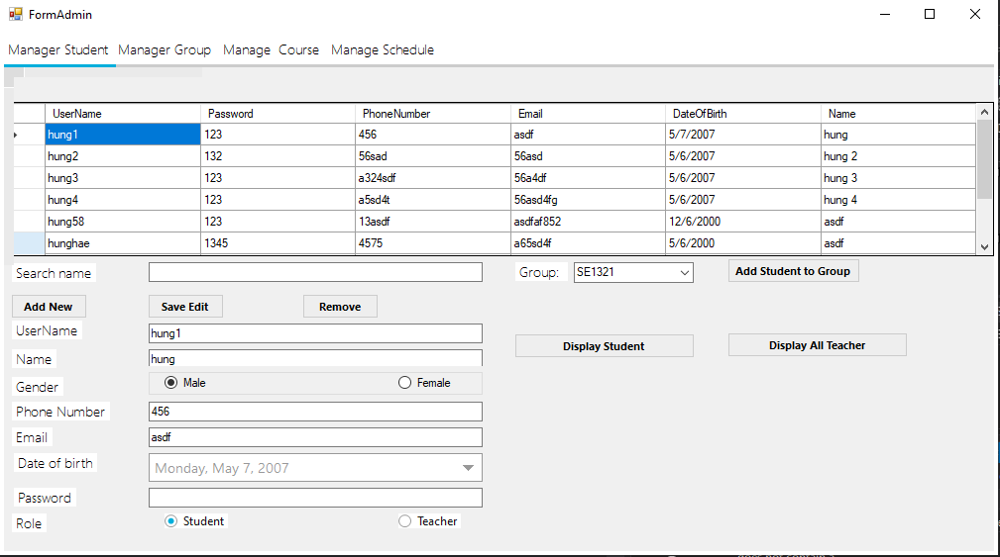 FormAdmin
Manager Student Manager Group Manage Course Manage Schedule
UserName Password PhoneNumber Email DateOfBirth Name
hung1 123 456 asdf 5/7/2007 hung
hung2 132 56sad 56asd 5/6/2007 hung 2
hung3 123 a324sdf 56a4df 5/6/2007 hung 3
hung4 123 a5sd4t 56asd4fg 5/6/2007 hung 4
hung58 123 13asdf asdfaf852 12/6/2000 asdf
hunghae 1345 4575 a65sd4f 5/6/2000 asdf
Search name Group: SE1321 Add Student to Group
Add New Save Edit Remove
UserName hung1
Display Student Display All Teacher
Name hung
Gender Male Female
Phone Number 456
Email asdf
Date of birth Monday, May 7, 2007
Password
Role Student Teacher